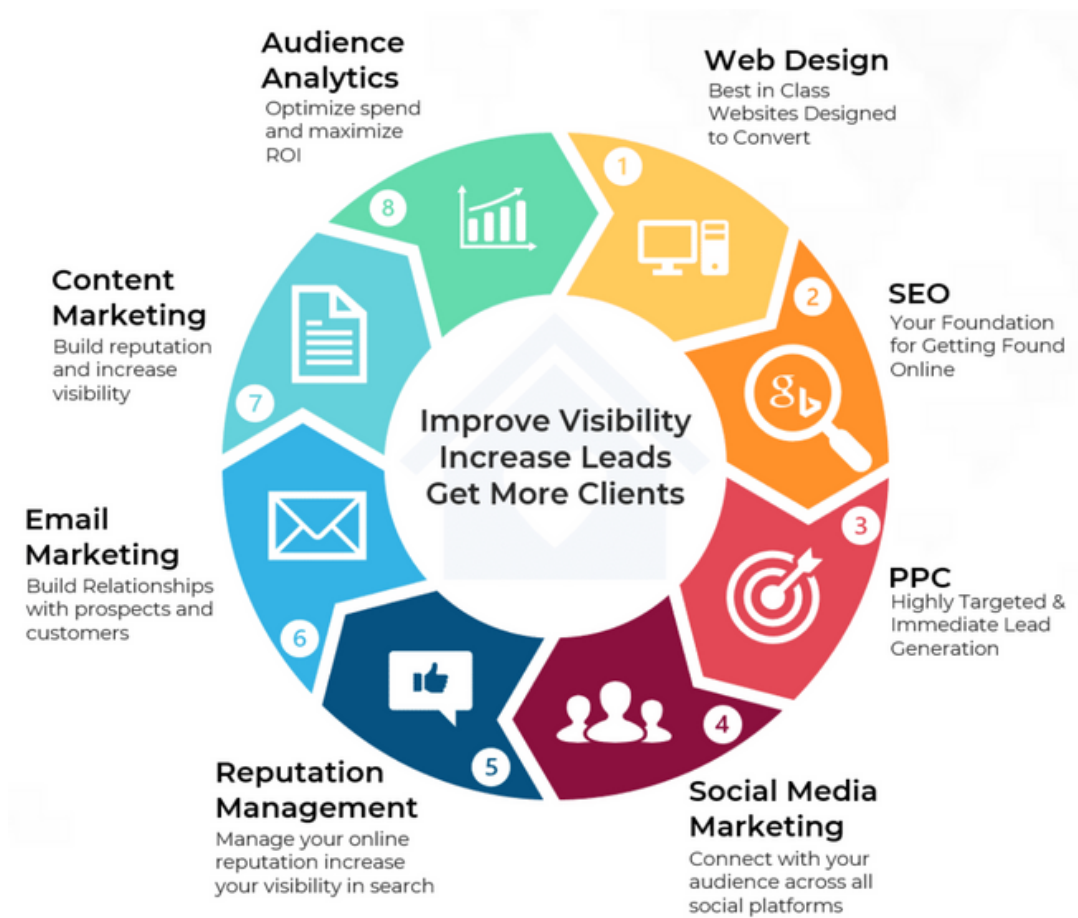 Audience
Analytics
Optimize spend
and maximize
ROI
Web Design
Best in Class
Websites Designed
to Convert
1
8
2
Content
Marketing
Build reputation
and increase
visibility
SEO
Your Foundation
for Getting Found
Online
g b
7
Improve Visibility
Increase Leads
Get More Clients
3
Email
Marketing
Build Relationships
with prospects and
customers
PPC
Highly Targeted &
Immediate Lead
Generation
6
4
5
Reputation
Management
Manage your online
reputation increase
your visibility in search
Social Media
Marketing
Connect with your
audience across all
social platforms